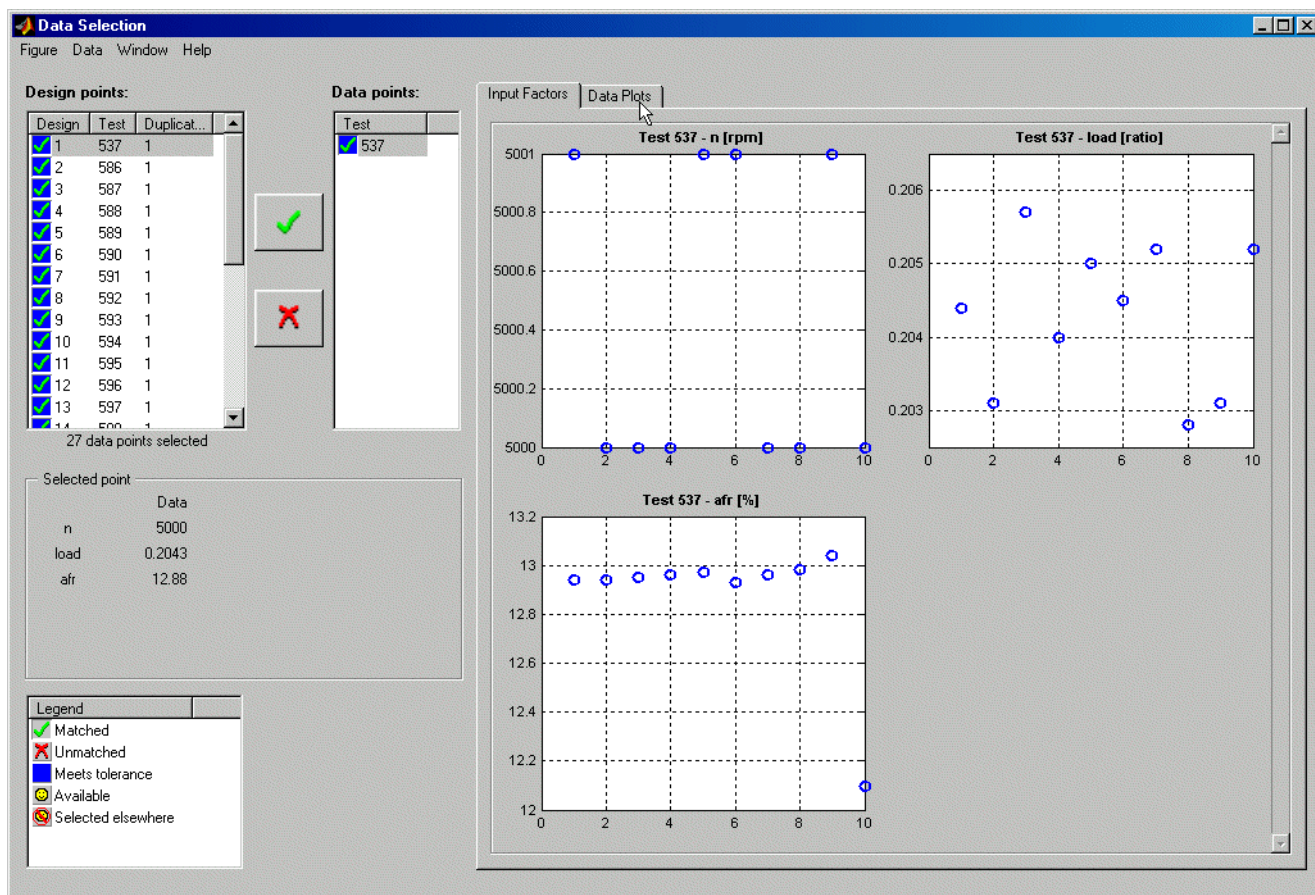 Data Selection
Figure Data Window Help
Design points:
Design Test Duplicat...
1 537 1
2 586 1
3 587 1
4 588 1
5 589 1
6 590 1
7 591 1
8 592 1
9 593 1
10 594 1
11 595 1
12 596 1
13 597 1
27 data points selected
Data points:
Test
537
Selected point
Data
n 5000
load 0.2043
afr 12.88
Legend
Matched
Unmatched
Meets tolerance
Available
Selected elsewhere
Input Factors Data Plots
Test 537 - n [rpm]
5001
5000.8
5000.6
5000.4
5000.2
5000
0 2 4 6 8 10
Test 537 - load [ratio]
0.206
0.205
0.204
0.203
0 2 4 6 8 10
Test 537 - afr [%]
13.2
13
12.8
12.6
12.4
12.2
12
0 2 4 6 8 10